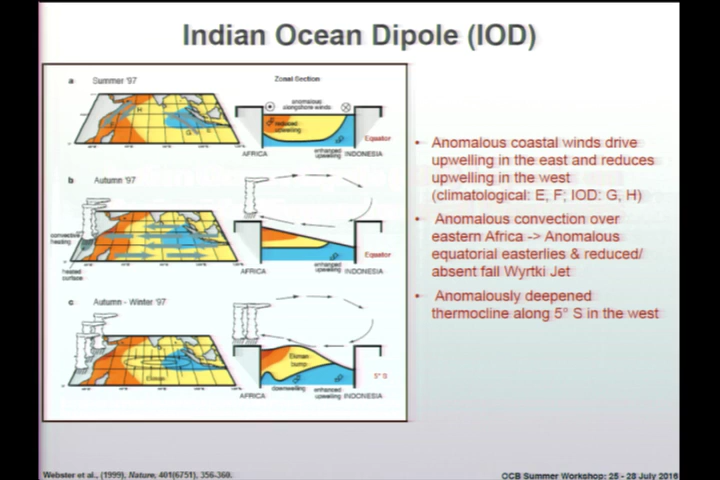 Indian Ocean Dipole (IOD)
a Summer '97 Zonal Section
anomalous
alongshore winds
reduced
upwelling
Equator
enhanced
AFRICA upwelling INDONESIA
b Autumn '97
convective
heating
heated
surface
Equator
enhanced
AFRICA upwelling INDONESIA
c Autumn - Winter '97
Ekman
bump
5° S
downwelling enhanced
AFRICA upwelling INDONESIA
• Anomalous coastal winds drive
upwelling in the east and reduces
upwelling in the west
(climatological: E, F; IOD: G, H)
• Anomalous convection over
eastern Africa -> Anomalous
equatorial easterlies & reduced/
absent fall Wyrtki Jet
• Anomalously deepened
thermocline along 5° S in the west
Webster et al., (1999), Nature, 401(6751), 356-360.
OCB Summer Workshop: 25 - 28 July 2016